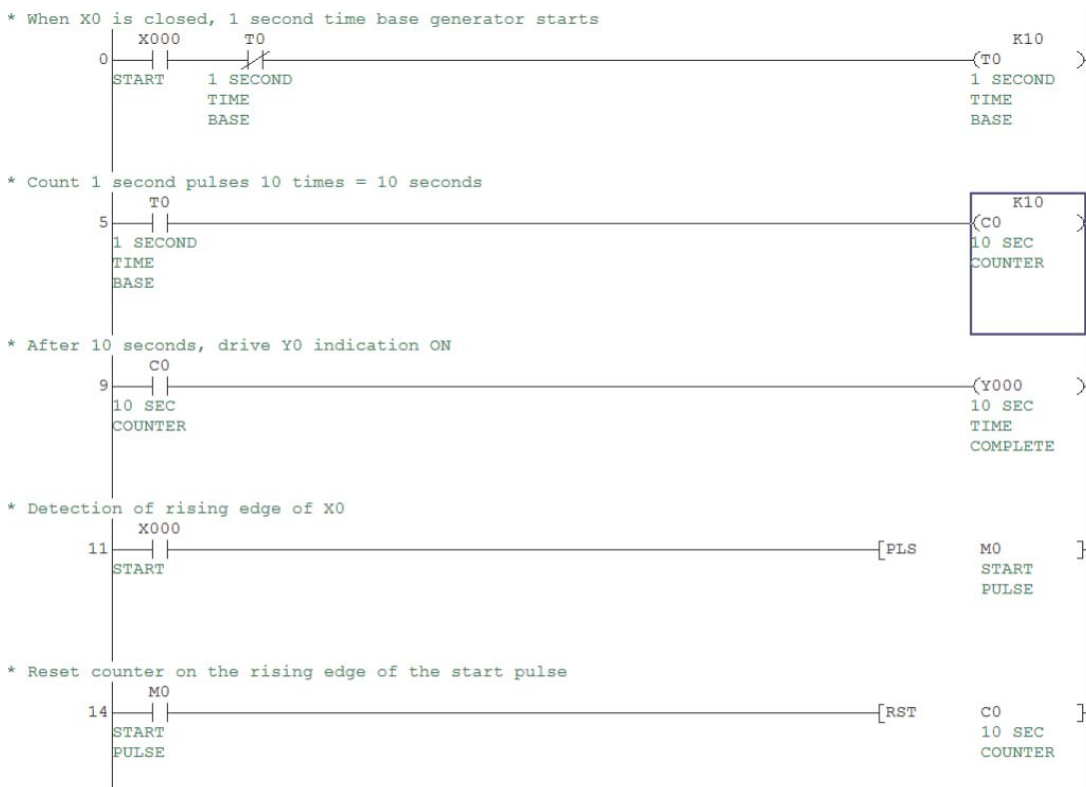 * When X0 is closed, 1 second time base generator starts
X000 T0 K10
0 (T0 )
START 1 SECOND 1 SECOND
TIME TIME
BASE BASE
* Count 1 second pulses 10 times = 10 seconds
T0 K10
5 (C0 )
1 SECOND 10 SEC
TIME COUNTER
BASE
* After 10 seconds, drive Y0 indication ON
C0
9 (Y000 )
10 SEC 10 SEC
COUNTER TIME
COMPLETE
* Detection of rising edge of X0
X000
11 [PLS M0 ]
START START
PULSE
* Reset counter on the rising edge of the start pulse
M0
14 [RST C0 ]
START 10 SEC
PULSE COUNTER